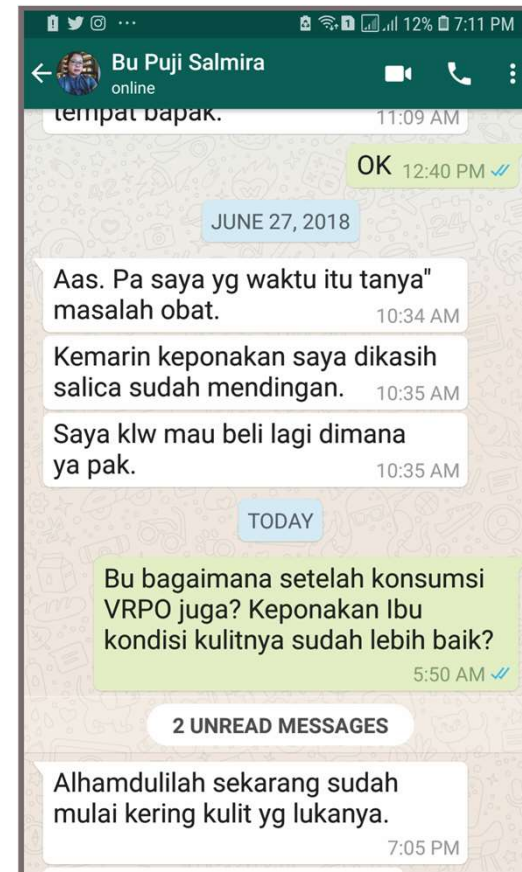 12% 7:11 PM
Bu Puji Salmira
online
tempat bapak.
11:09 AM
OK 12:40 PM
JUNE 27, 2018
Aas. Pa saya yg waktu itu tanya"
masalah obat.
10:34 AM
Kemarin keponakan saya dikasih
salica sudah mendingan. 10:35 AM
Saya klw mau beli lagi dimana
ya pak.
10:35 AM
TODAY
Bu bagaimana setelah konsumsi
VRPO juga? Keponakan Ibu
kondisi kulitnya sudah lebih baik?
5:50 AM
2 UNREAD MESSAGES
Alhamdulilah sekarang sudah
mulai kering kulit yg lukanya.
7:05 PM